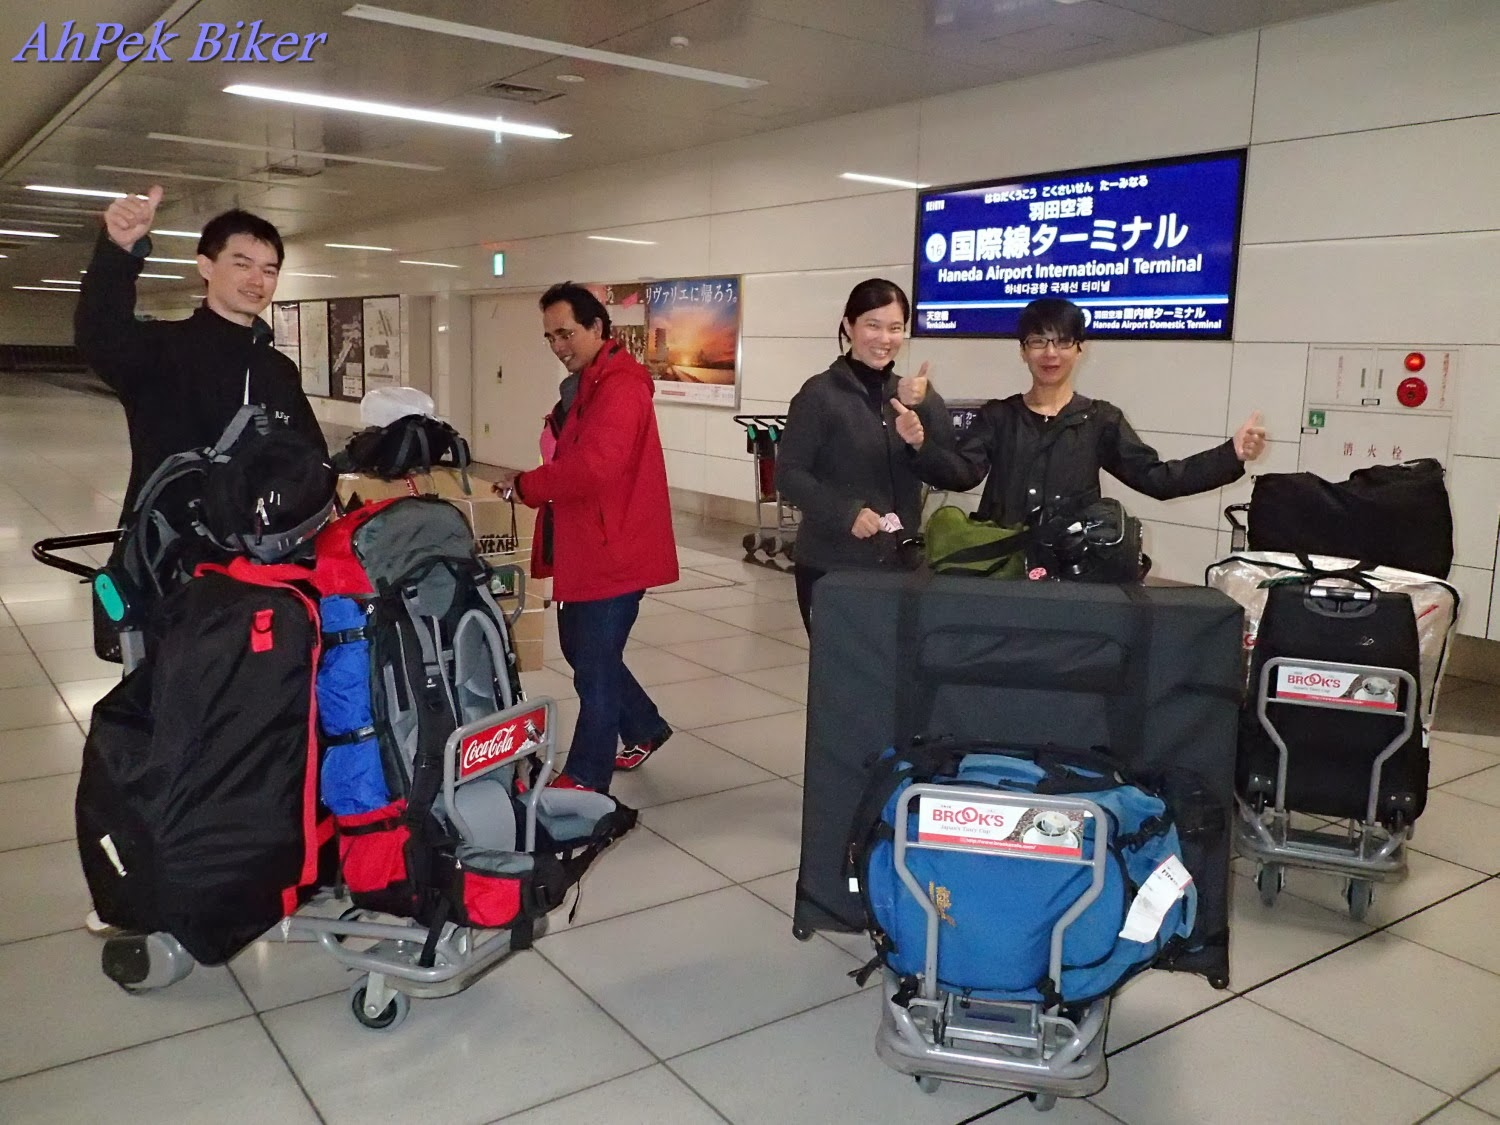 AhPek Biker
KEIKYU
はねだくうこう こくさいせん たーみなる
羽田空港
国際線ターミナル
Haneda Airport International Terminal
하네다공항 국제선 터미널
天空橋
Tenkūbashi
羽田空港 国内線ターミナル
Haneda Airport Domestic Terminal
リヴァリエに帰ろう。
消火栓
Coca-Cola
BROOK'S
BROOK'S